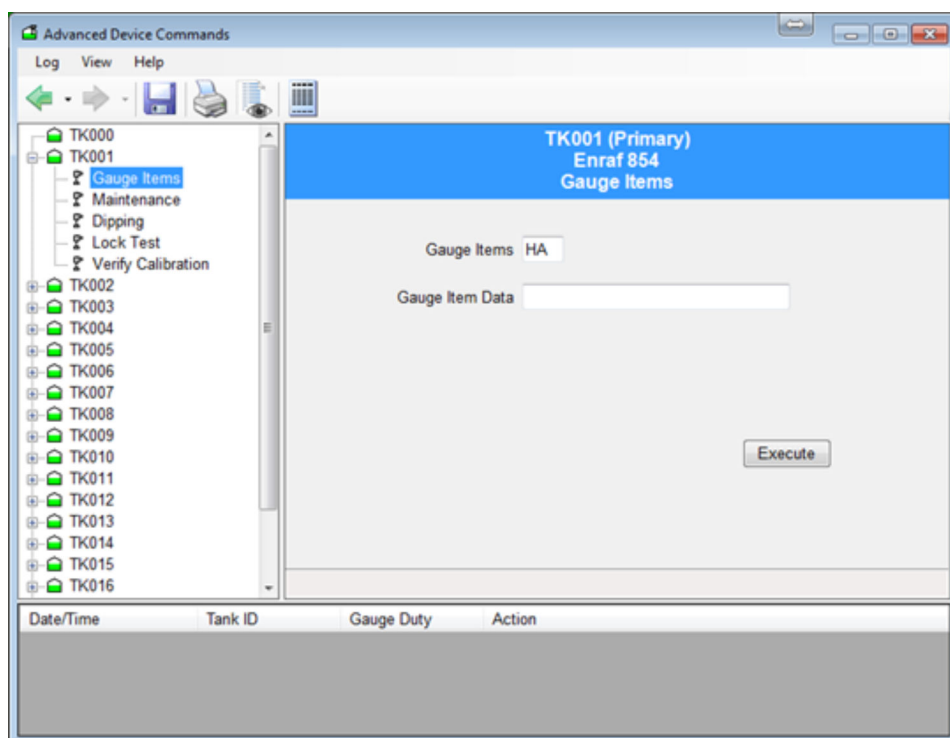 Advanced Device Commands
Log View Help
TK000
TK001
Gauge Items
Maintenance
Dipping
Lock Test
Verify Calibration
TK002
TK003
TK004
TK005
TK006
TK007
TK008
TK009
TK010
TK011
TK012
TK013
TK014
TK015
TK016
TK001 (Primary)
Enraf 854
Gauge Items
Gauge Items HA
Gauge Item Data
Execute
Date/Time Tank ID Gauge Duty Action